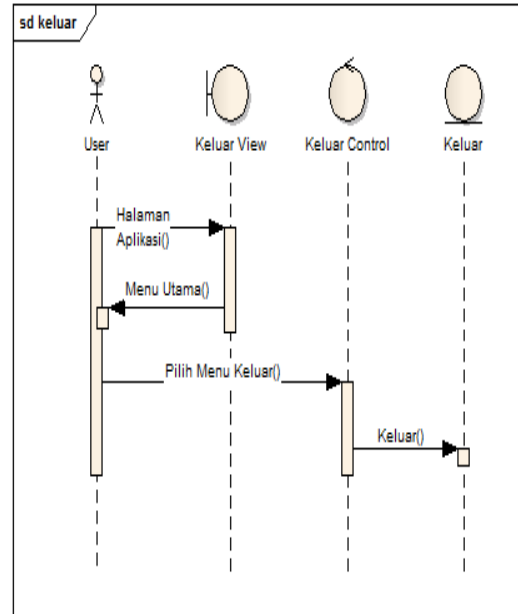 sd keluar
User
Keluar View
Keluar Control
Keluar
Halaman
Aplikasi()
Menu Utama()
Pilih Menu Keluar()
Keluar()